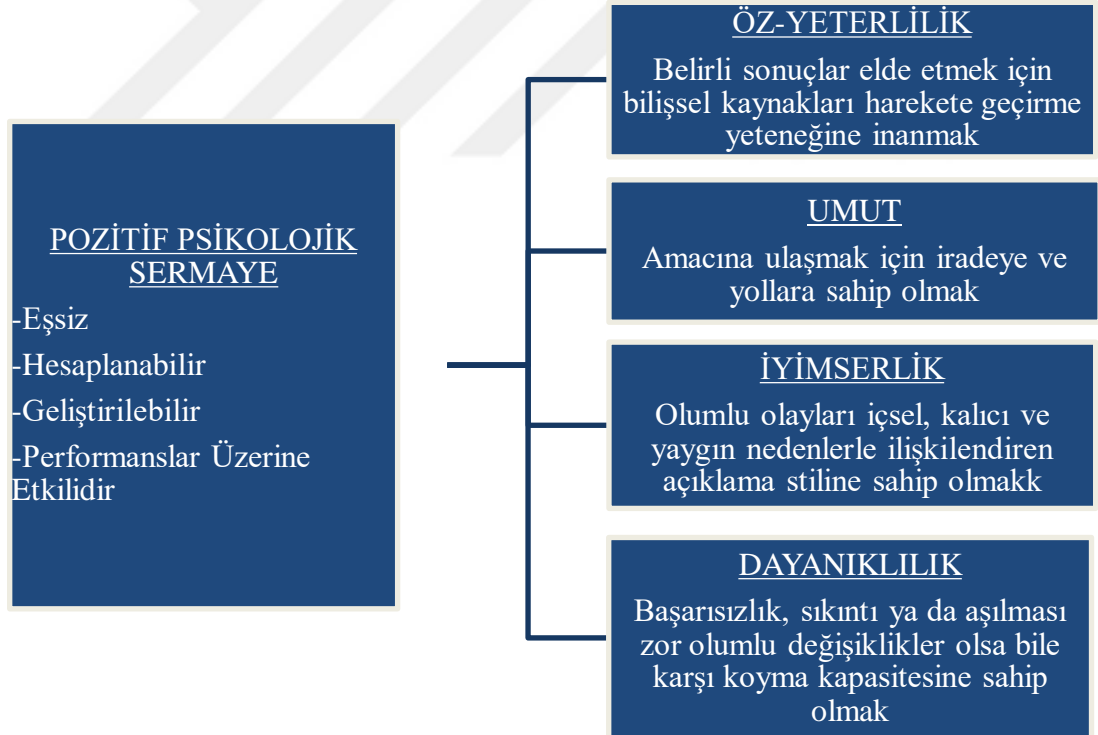 POZİTİF PSİKOLOJİK
SERMAYE
-Eşsiz
-Hesaplanabilir
-Geliştirilebilir
-Performanslar Üzerine
Etkilidir
ÖZ-YETERLİLİK
Belirli sonuçlar elde etmek için
bilişsel kaynakları harekete geçirme
yeteneğine inanmak
UMUT
Amacına ulaşmak için iradeye ve
yollara sahip olmak
İYİMSERLİK
Olumlu olayları içsel, kalıcı ve
yaygın nedenlerle ilişkilendiren
açıklama stiline sahip olmakk
DAYANIKLILIK
Başarısızlık, sıkıntı ya da aşılması
zor olumlu değişiklikler olsa bile
karşı koyma kapasitesine sahip
olmak